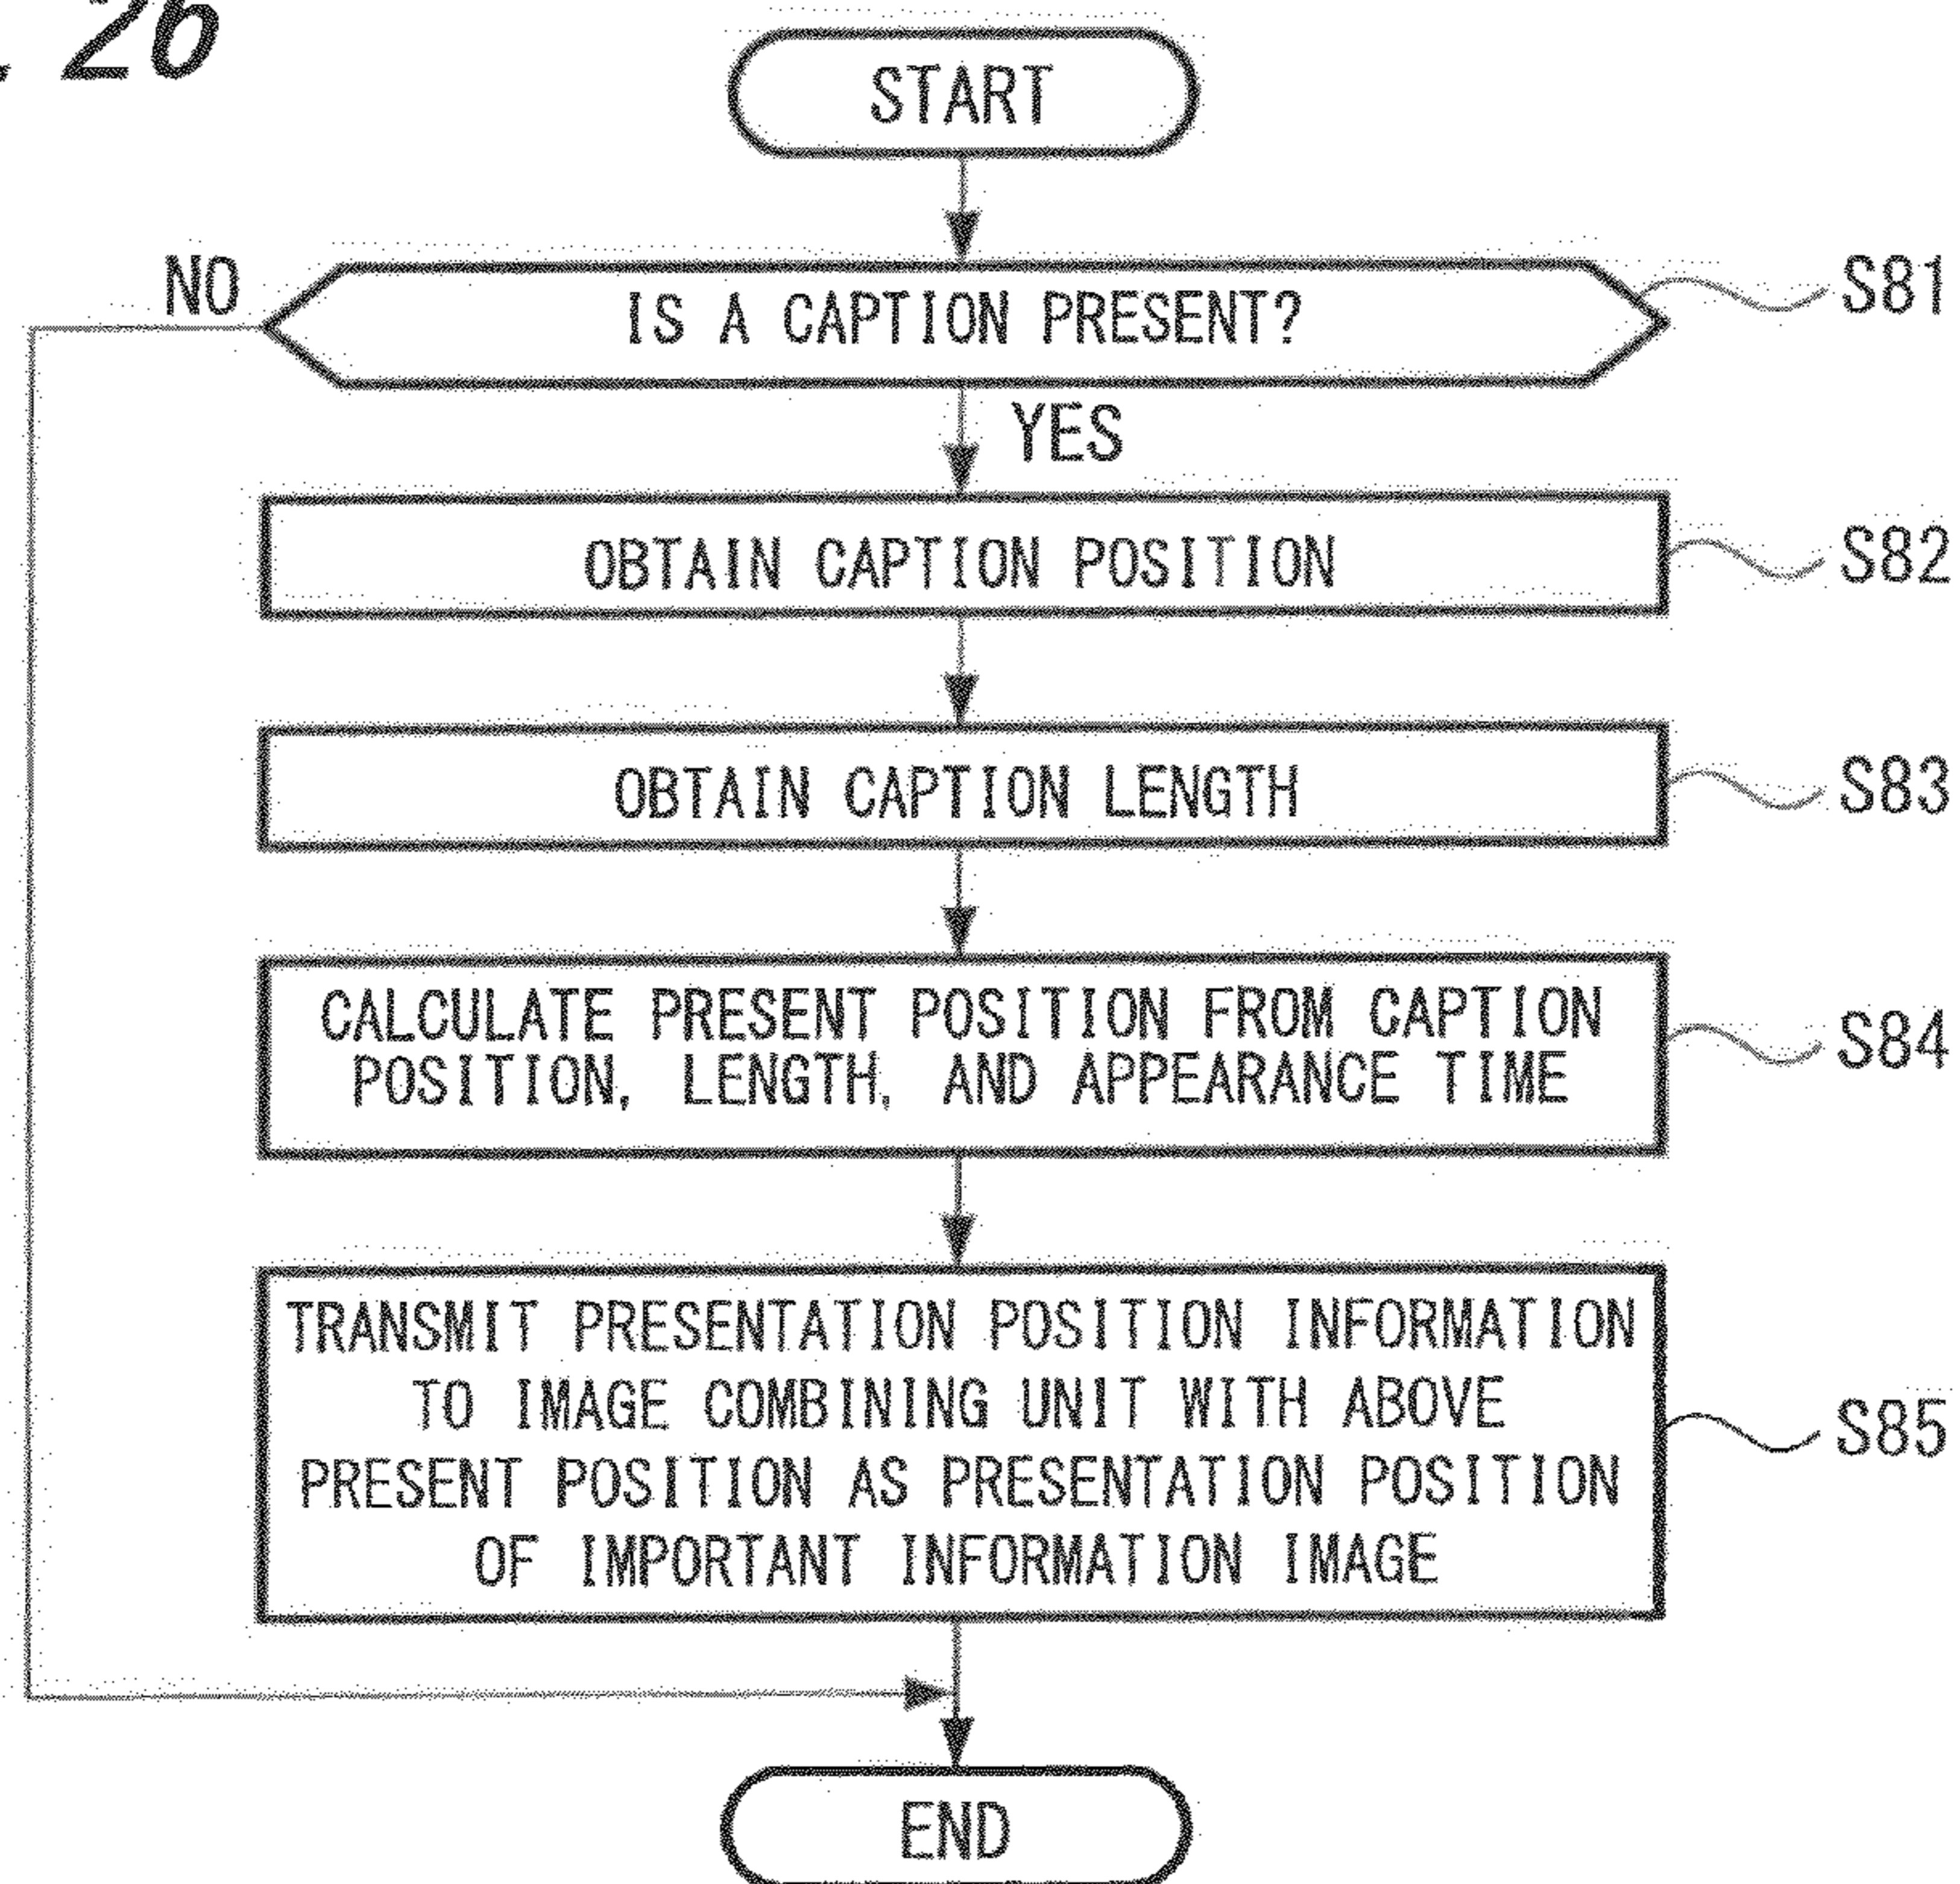 . 26
START
NO
IS A CAPTION PRESENT?
S81
YES
OBTAIN CAPTION POSITION
S82
OBTAIN CAPTION LENGTH
S83
CALCULATE PRESENT POSITION FROM CAPTION
POSITION, LENGTH, AND APPEARANCE TIME
S84
TRANSMIT PRESENTATION POSITION INFORMATION
TO IMAGE COMBINING UNIT WITH ABOVE
PRESENT POSITION AS PRESENTATION POSITION
OF IMPORTANT INFORMATION IMAGE
S85
END